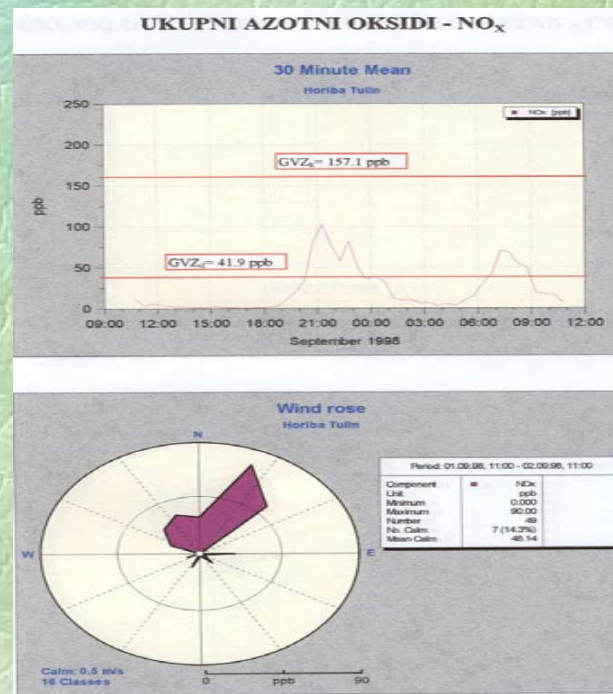 UKUPNI AZOTNI OKSIDI - NOx
30 Minute Mean
Horiba Tulln
NOx [ppb]
250
200
150
100
50
0
ppb
GVZk= 157.1 ppb
GVZd= 41.9 ppb
09:00 12:00 15:00 18:00 21:00 00:00 03:00 06:00 09:00 12:00
September 1998
Wind rose
Horiba Tulln
N
W
E
Calm: 0.5 m/s
16 Classes
0 ppb 90
Period: 01.09.98, 11:00 - 02.09.98, 11:00
Component NOx
Unit ppb
Minimum 0.000
Maximum 90.00
Number 49
No. Calm 7 (14.3%)
Mean Calm 45.14